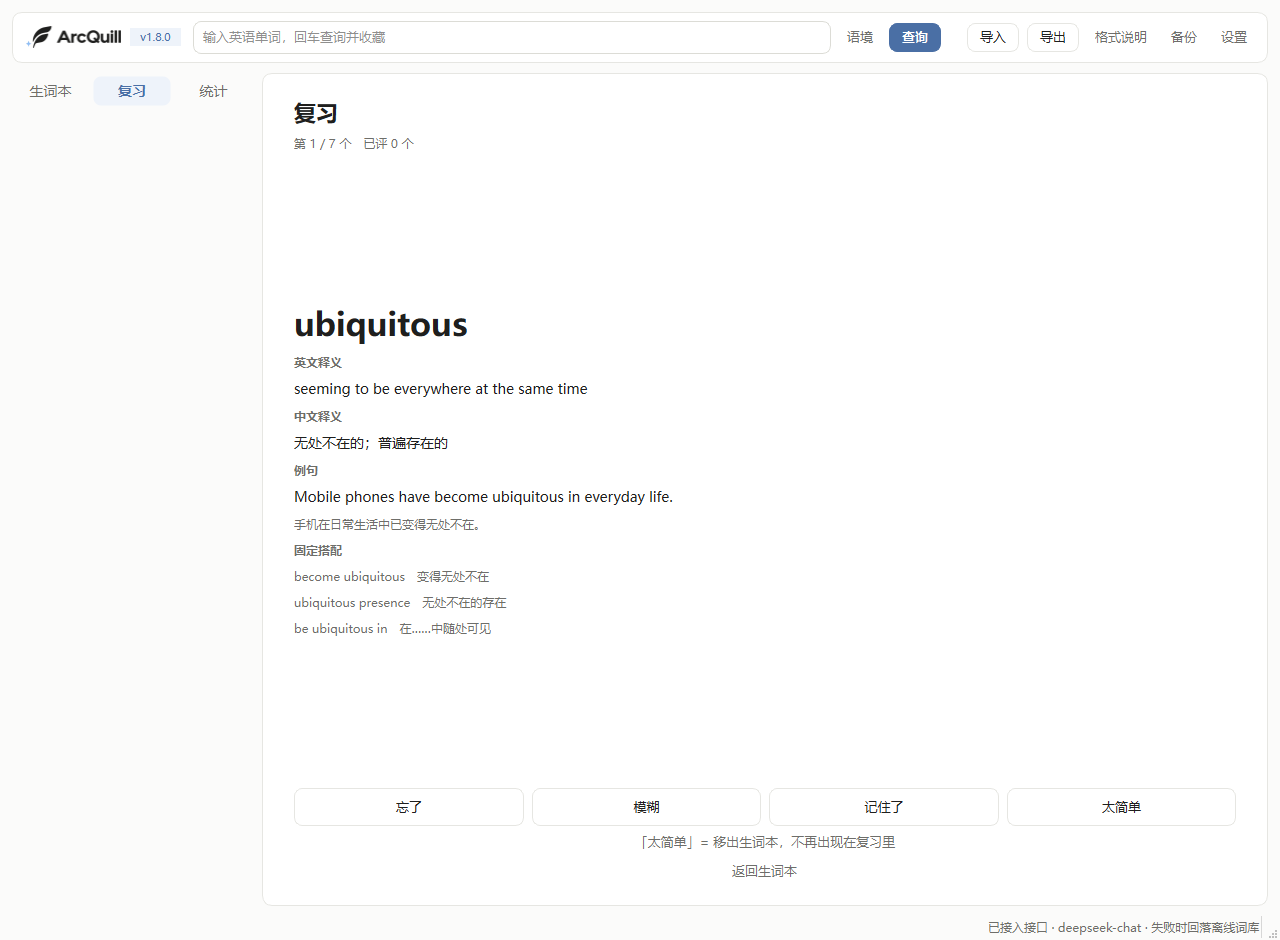 ArcQuill v1.8.0 输入英语单词，回车查询并收藏 语境 查询 导入 导出 格式说明 备份 设置
生词本 复习 统计
复习
第 1 / 7 个 已评 0 个
ubiquitous
英文释义
seeming to be everywhere at the same time
中文释义
无处不在的；普遍存在的
例句
Mobile phones have become ubiquitous in everyday life.
手机在日常生活中已变得无处不在。
固定搭配
become ubiquitous 变得无处不在
ubiquitous presence 无处不在的存在
be ubiquitous in 在……中随处可见
忘了 模糊 记住了 太简单
「太简单」= 移出生词本，不再出现在复习里
返回生词本
已接入接口 · deepseek-chat · 失败时回落离线词库